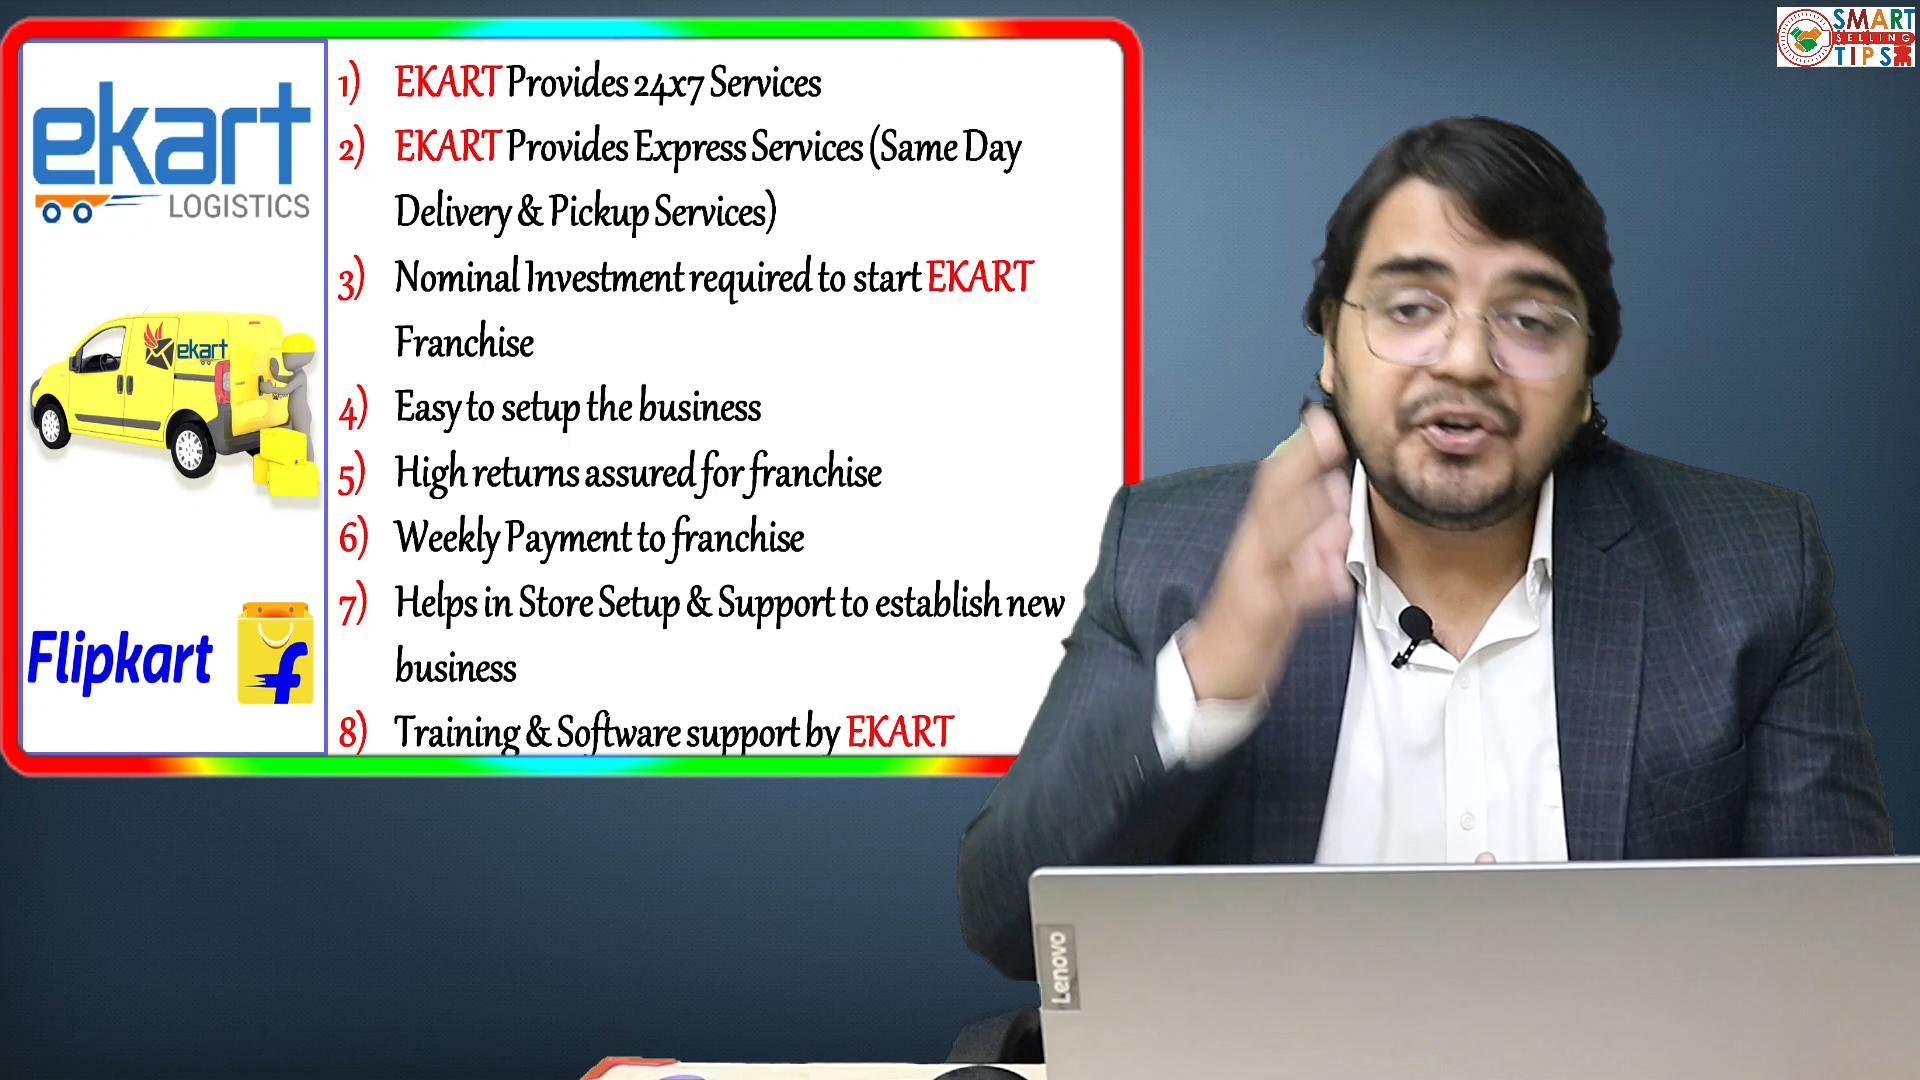 ekart
LOGISTICS
ekart
Flipkart
f
1) EKART Provides 24x7 Services
2) EKART Provides Express Services (Same Day
Delivery & Pickup Services)
3) Nominal Investment required to start EKART
Franchise
4) Easy to setup the business
5) High returns assured for franchise
6) Weekly Payment to franchise
7) Helps in Store Setup & Support to establish new
business
8) Training & Software support by EKART
SMART
SELLING
TIPS
Lenovo